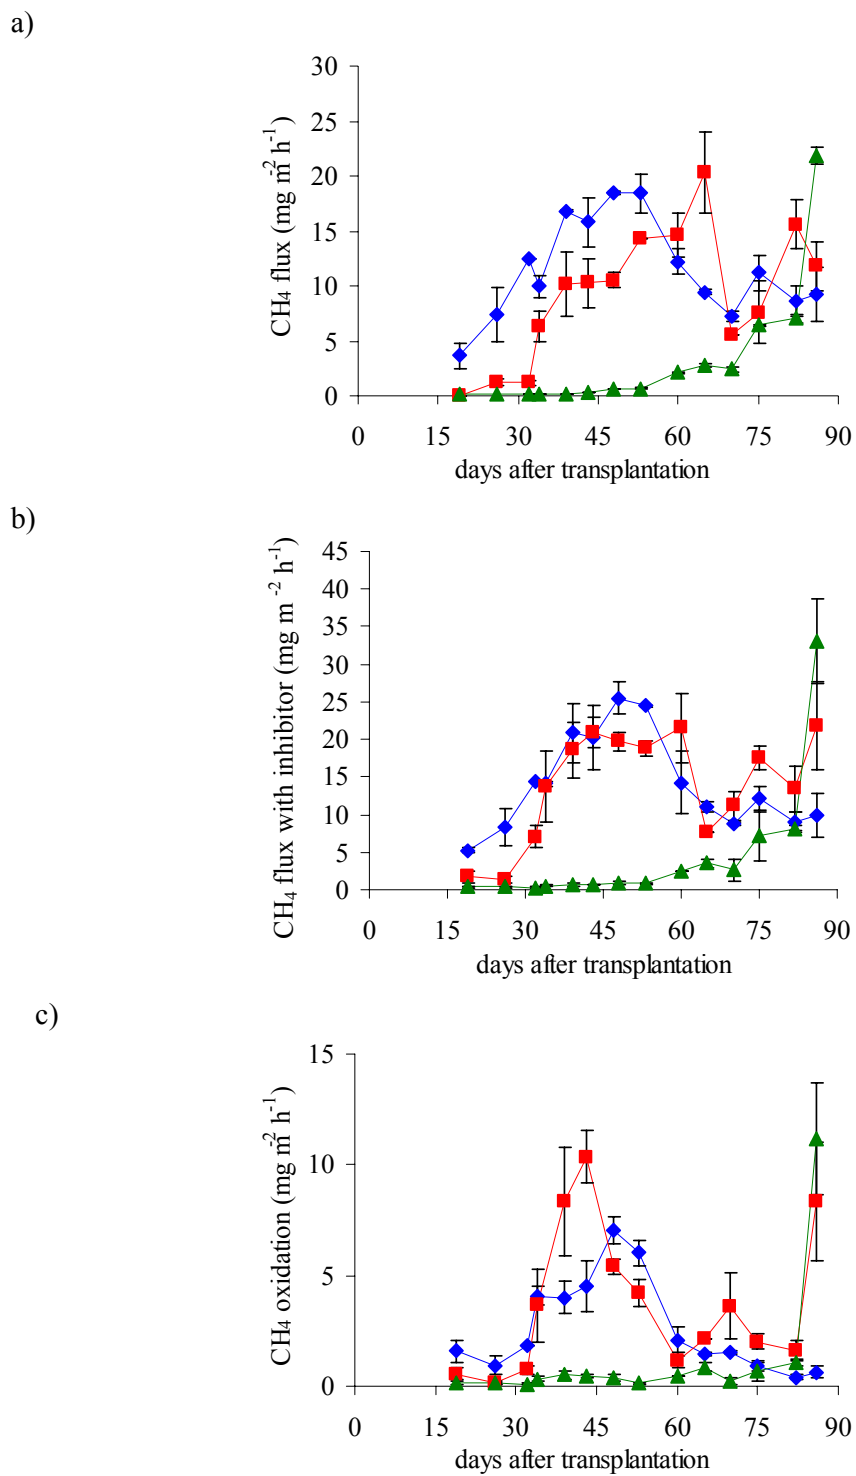 a)
30
25
20
15
10
5
0
CH4 flux (mg m-2 h-1)
0 15 30 45 60 75 90
days after transplantation
b)
45
40
35
30
25
20
15
10
5
0
CH4 flux with inhibitor (mg m -2 h-1)
0 15 30 45 60 75 90
days after transplantation
c)
15
10
5
0
CH4 oxidation (mg m-2 h-1)
0 15 30 45 60 75 90
days after transplantation